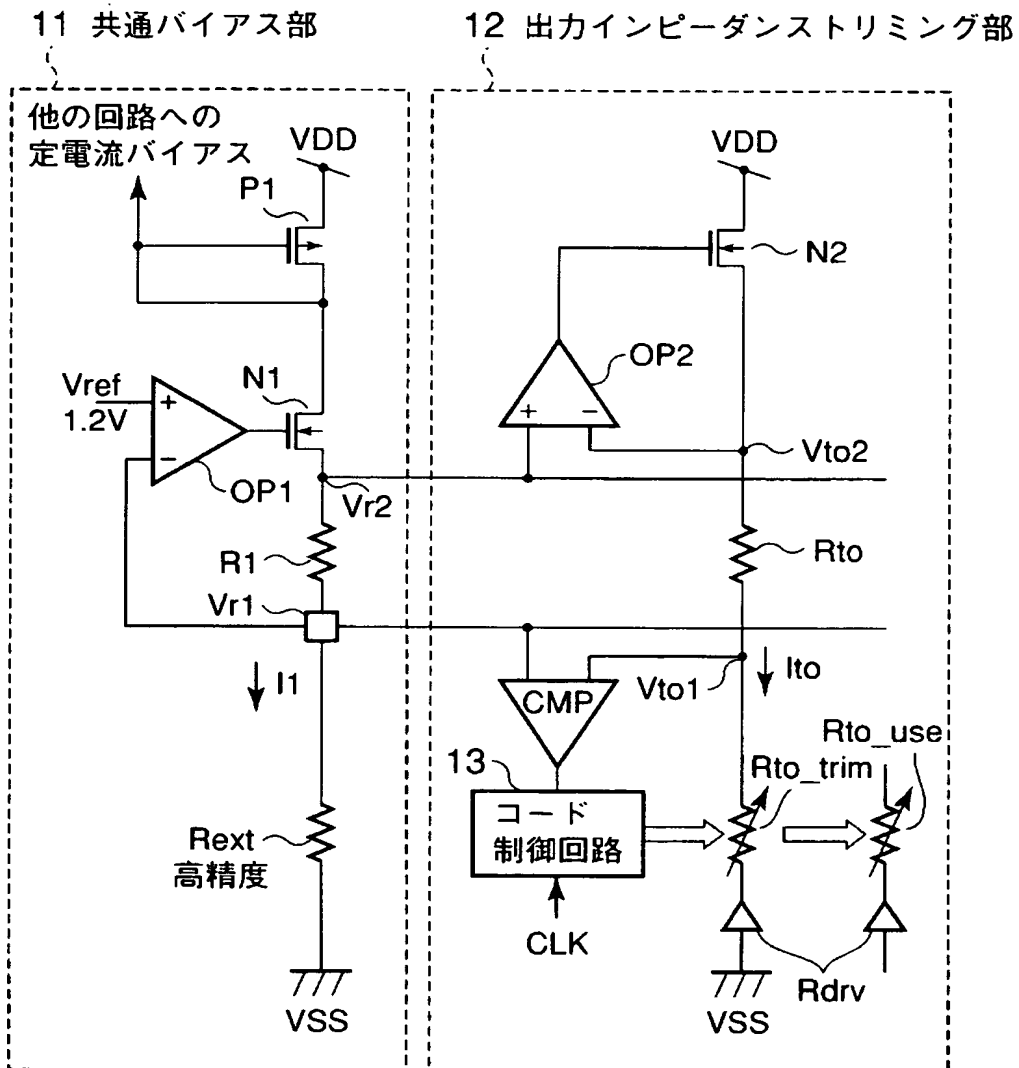 11 共通バイアス部
12 出力インピーダンストリミング部
他の回路への
定電流バイアス
VDD
P1
VDD
N2
OP2
Vref
1.2V
+
−
N1
OP1
Vr2
+
−
Vto2
R1
Rto
Vr1
I1
CMP
Vto1
Ito
13
コード
制御回路
CLK
Rto_trim
Rto_use
Rext
高精度
Rdrv
VSS
VSS